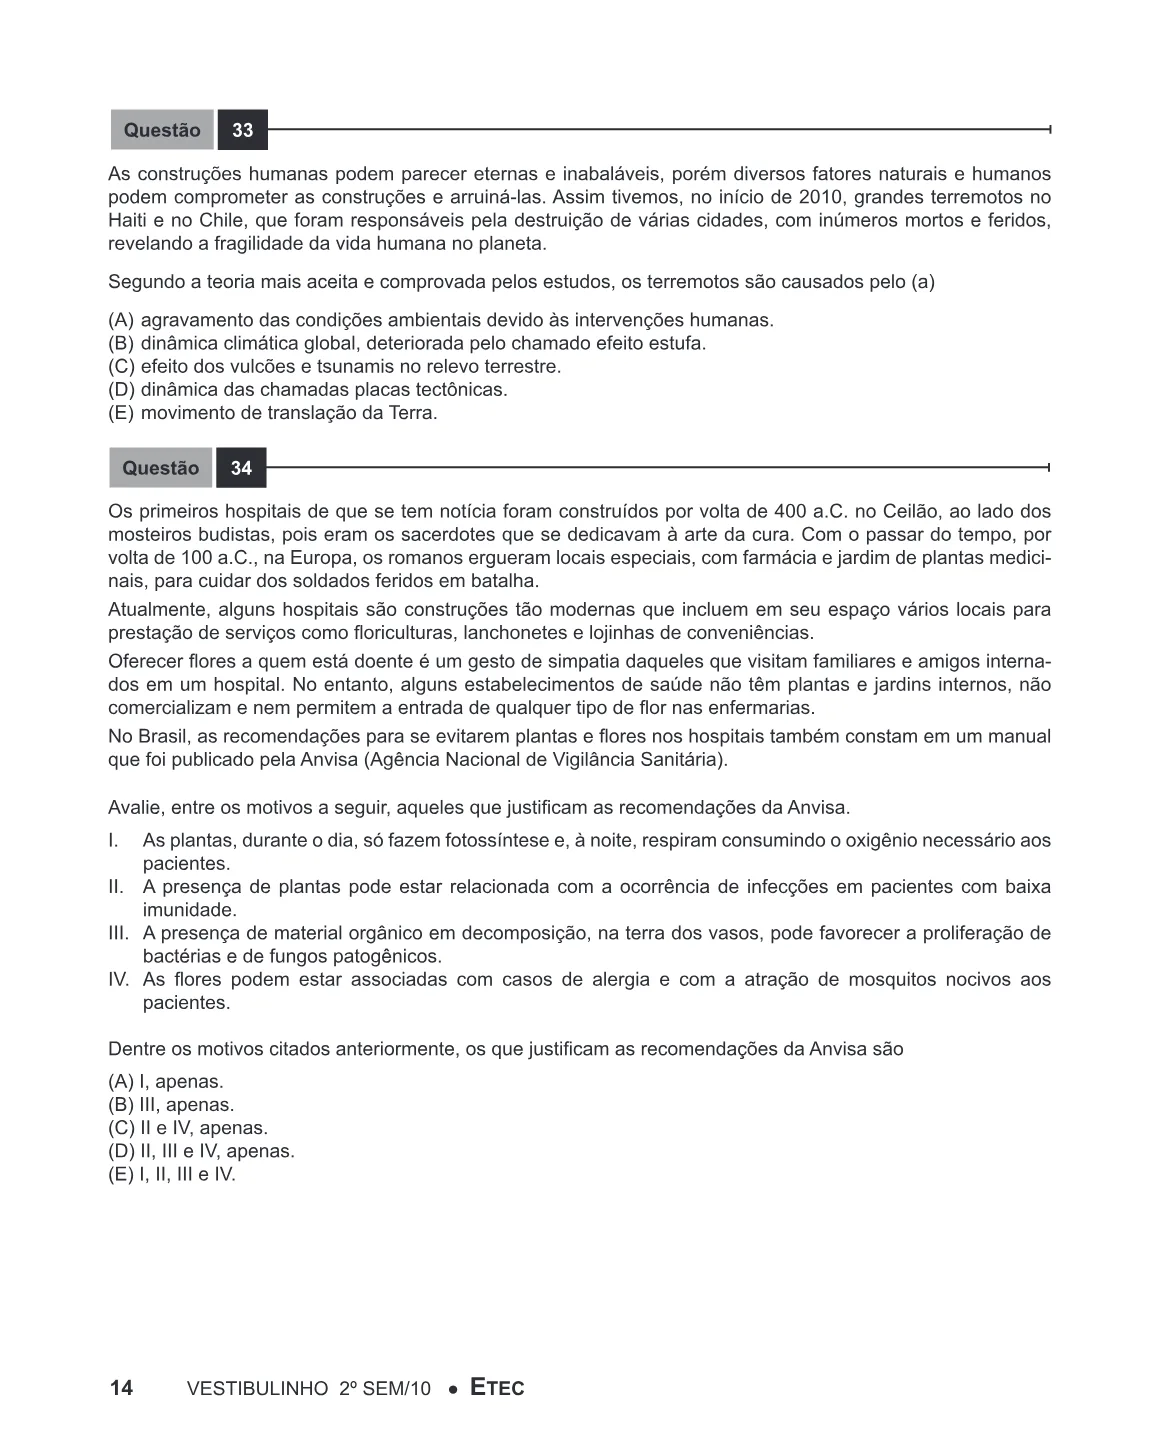 Questão 33
As construções humanas podem parecer eternas e inabaláveis, porém diversos fatores naturais e humanos
podem comprometer as construções e arruiná-las. Assim tivemos, no início de 2010, grandes terremotos no
Haiti e no Chile, que foram responsáveis pela destruição de várias cidades, com inúmeros mortos e feridos,
revelando a fragilidade da vida humana no planeta.
Segundo a teoria mais aceita e comprovada pelos estudos, os terremotos são causados pelo (a)
(A) agravamento das condições ambientais devido às intervenções humanas.
(B) dinâmica climática global, deteriorada pelo chamado efeito estufa.
(C) efeito dos vulcões e tsunamis no relevo terrestre.
(D) dinâmica das chamadas placas tectônicas.
(E) movimento de translação da Terra.
Questão 34
Os primeiros hospitais de que se tem notícia foram construídos por volta de 400 a.C. no Ceilão, ao lado dos
mosteiros budistas, pois eram os sacerdotes que se dedicavam à arte da cura. Com o passar do tempo, por
volta de 100 a.C., na Europa, os romanos ergueram locais especiais, com farmácia e jardim de plantas medici-
nais, para cuidar dos soldados feridos em batalha.
Atualmente, alguns hospitais são construções tão modernas que incluem em seu espaço vários locais para
prestação de serviços como floriculturas, lanchonetes e lojinhas de conveniências.
Oferecer flores a quem está doente é um gesto de simpatia daqueles que visitam familiares e amigos interna-
dos em um hospital. No entanto, alguns estabelecimentos de saúde não têm plantas e jardins internos, não
comercializam e nem permitem a entrada de qualquer tipo de flor nas enfermarias.
No Brasil, as recomendações para se evitarem plantas e flores nos hospitais também constam em um manual
que foi publicado pela Anvisa (Agência Nacional de Vigilância Sanitária).
Avalie, entre os motivos a seguir, aqueles que justificam as recomendações da Anvisa.
I. As plantas, durante o dia, só fazem fotossíntese e, à noite, respiram consumindo o oxigênio necessário aos
pacientes.
II. A presença de plantas pode estar relacionada com a ocorrência de infecções em pacientes com baixa
imunidade.
III. A presença de material orgânico em decomposição, na terra dos vasos, pode favorecer a proliferação de
bactérias e de fungos patogênicos.
IV. As flores podem estar associadas com casos de alergia e com a atração de mosquitos nocivos aos
pacientes.
Dentre os motivos citados anteriormente, os que justificam as recomendações da Anvisa são
(A) I, apenas.
(B) III, apenas.
(C) II e IV, apenas.
(D) II, III e IV, apenas.
(E) I, II, III e IV.
14 VESTIBULINHO 2º SEM/10 • ETEC